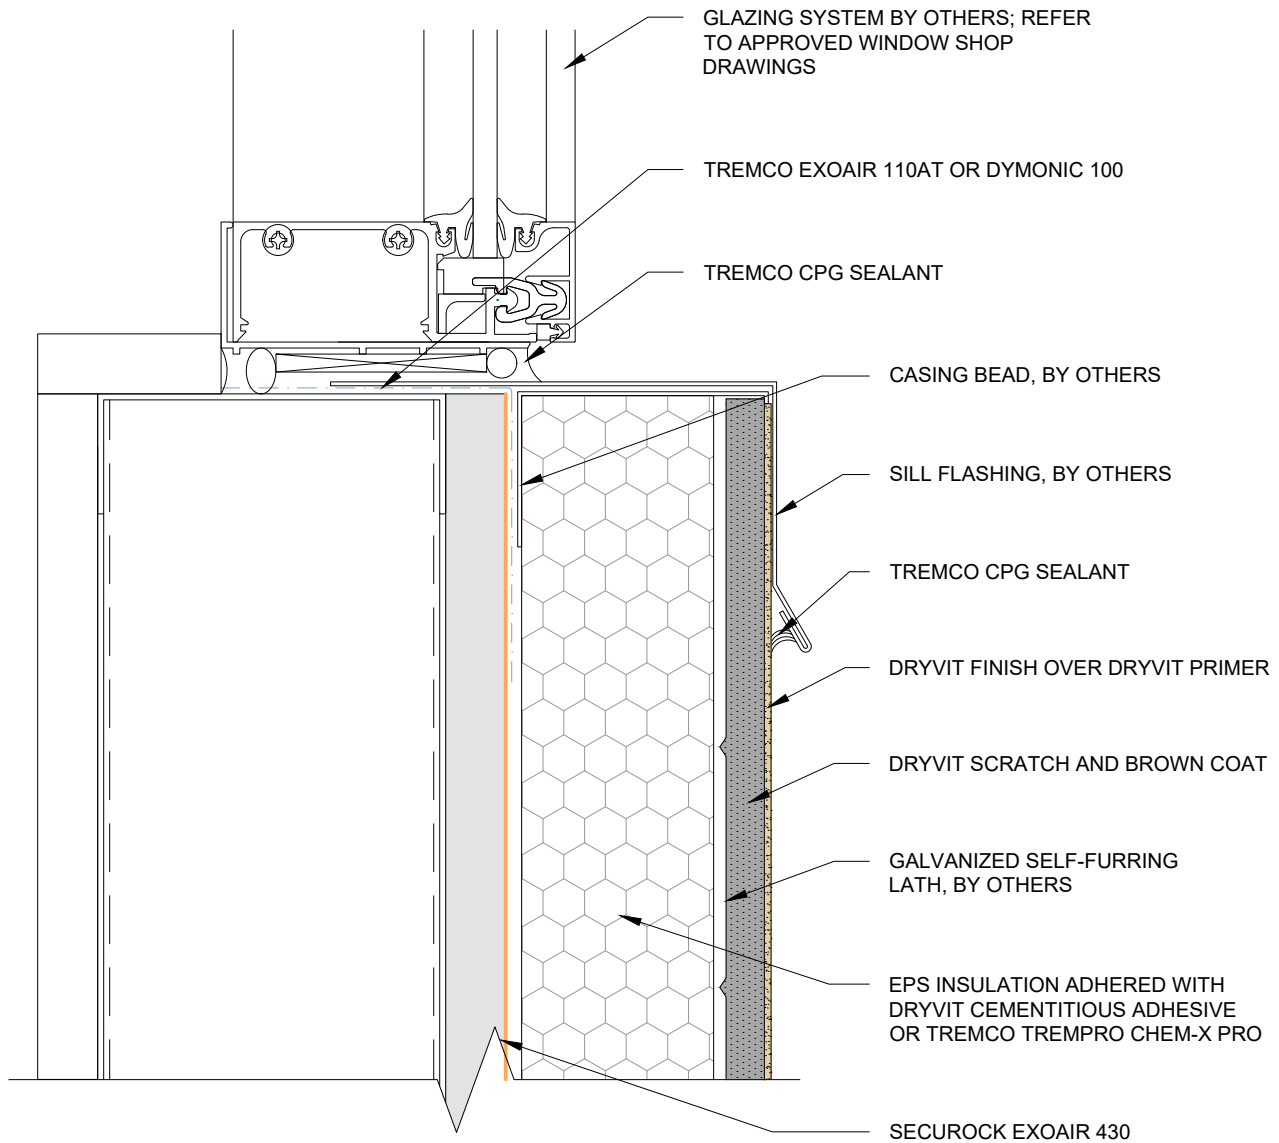 GLAZING SYSTEM BY OTHERS; REFER
TO APPROVED WINDOW SHOP
DRAWINGS
TREMCO EXOAIR 110AT OR DYMONIC 100
TREMCO CPG SEALANT
CASING BEAD, BY OTHERS
SILL FLASHING, BY OTHERS
TREMCO CPG SEALANT
DRYVIT FINISH OVER DRYVIT PRIMER
DRYVIT SCRATCH AND BROWN COAT
GALVANIZED SELF-FURRING
LATH, BY OTHERS
EPS INSULATION ADHERED WITH
DRYVIT CEMENTITIOUS ADHESIVE
OR TREMCO TREMPRO CHEM-X PRO
SECUROCK EXOAIR 430